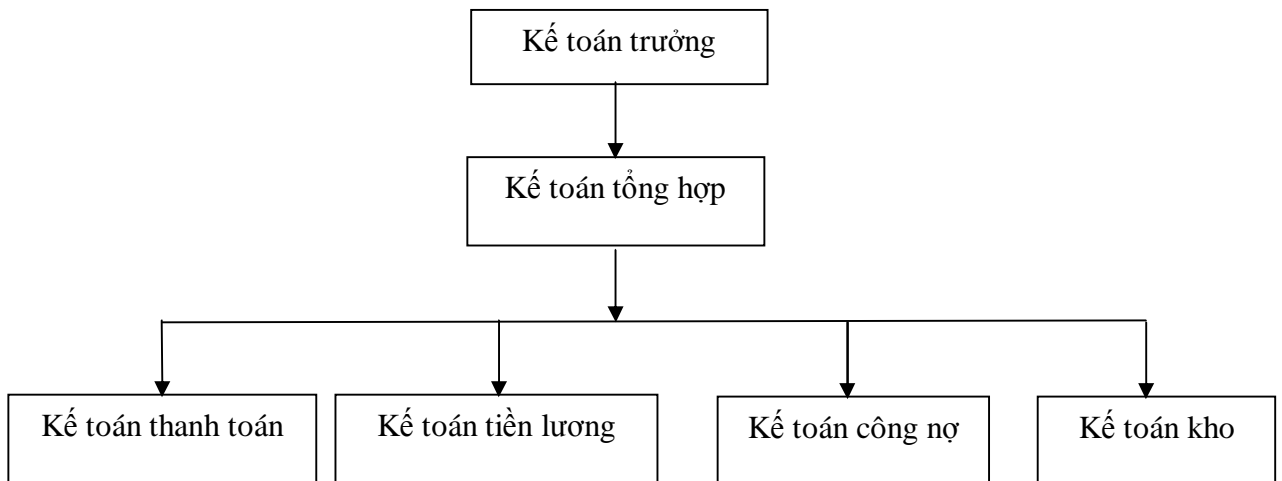 Kế toán trưởng
Kế toán tổng hợp
Kế toán thanh toán
Kế toán tiền lương
Kế toán công nợ
Kế toán kho